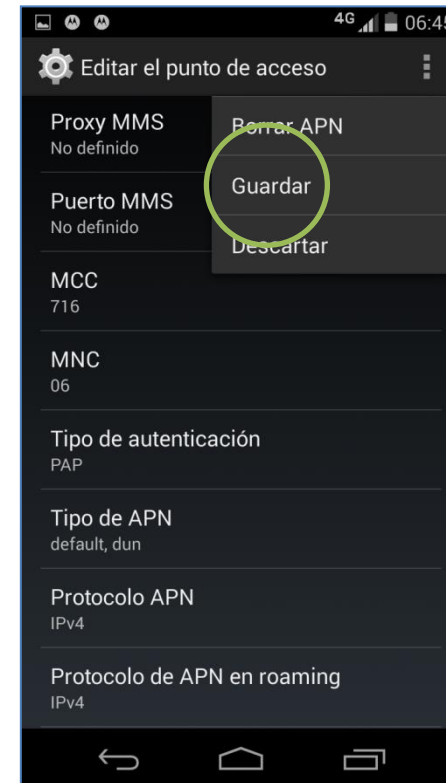 4G 06:45
Editar el punto de acceso
Proxy MMS
No definido
Borrar APN
Guardar
Descartar
Puerto MMS
No definido
MCC
716
MNC
06
Tipo de autenticación
PAP
Tipo de APN
default, dun
Protocolo APN
IPv4
Protocolo de APN en roaming
IPv4